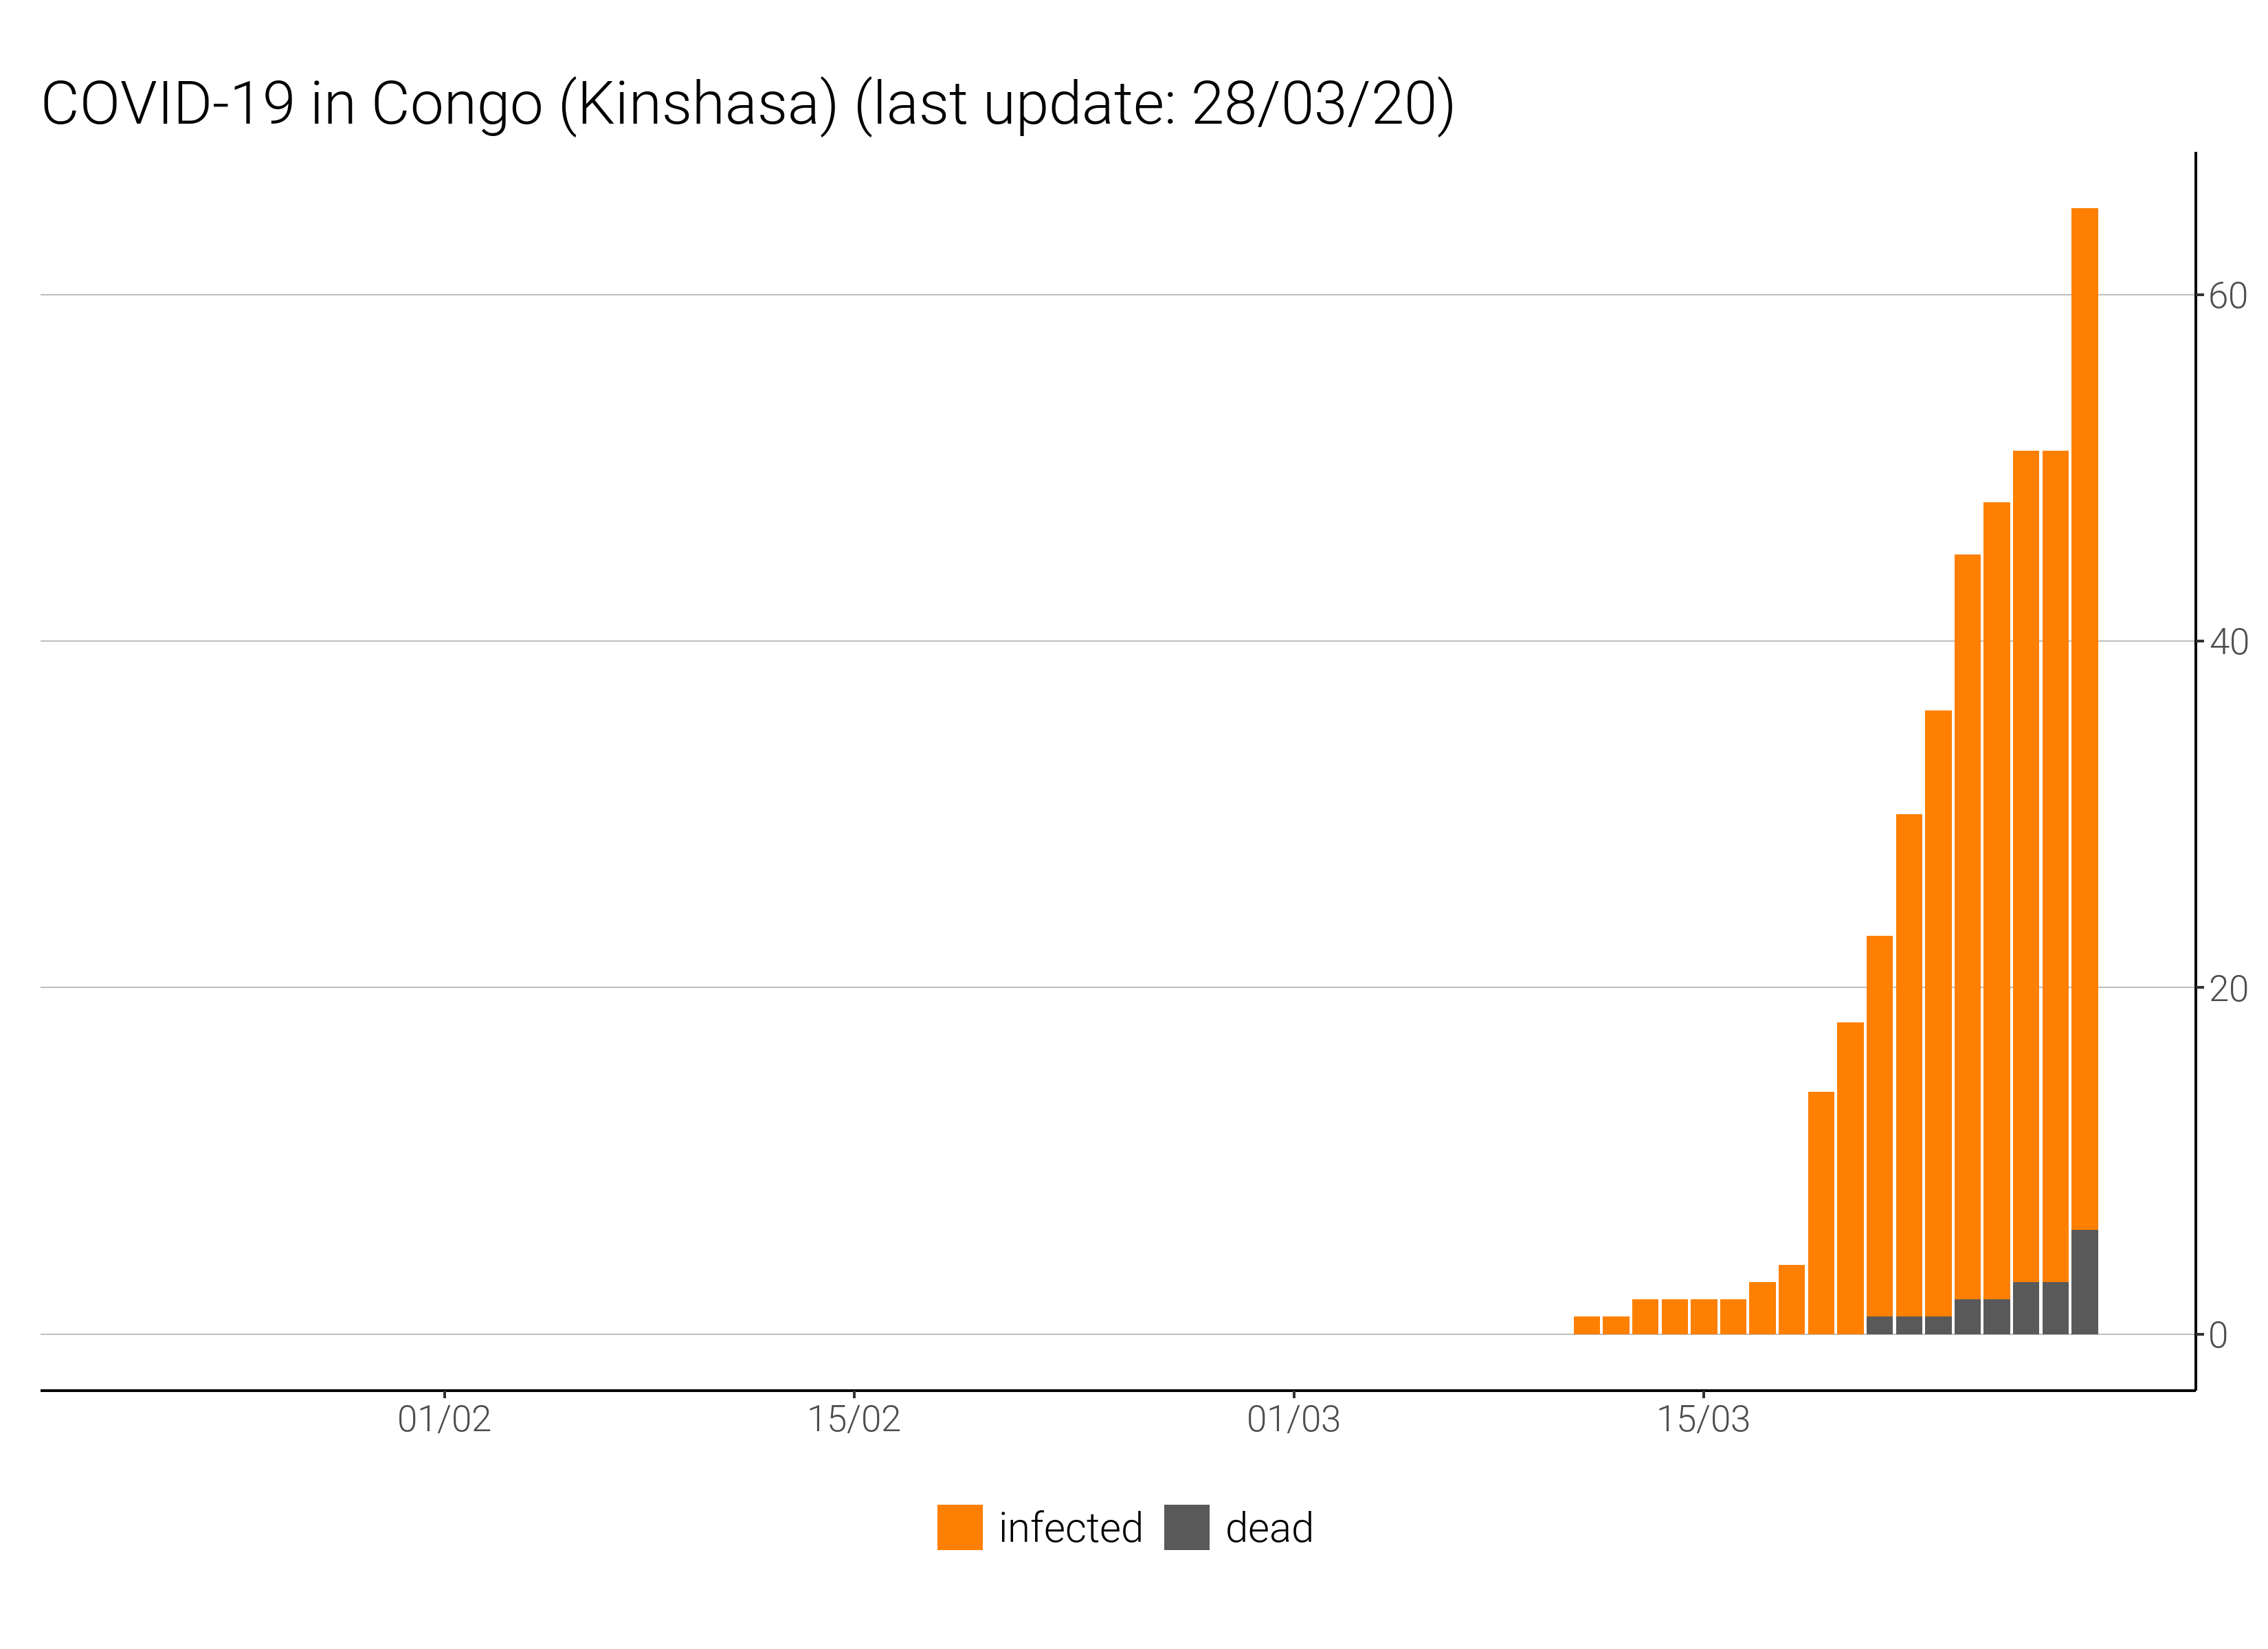 COVID-19 in Congo (Kinshasa) (last update: 28/03/20)
60
40
20
0
01/02 15/02 01/03 15/03
infected dead